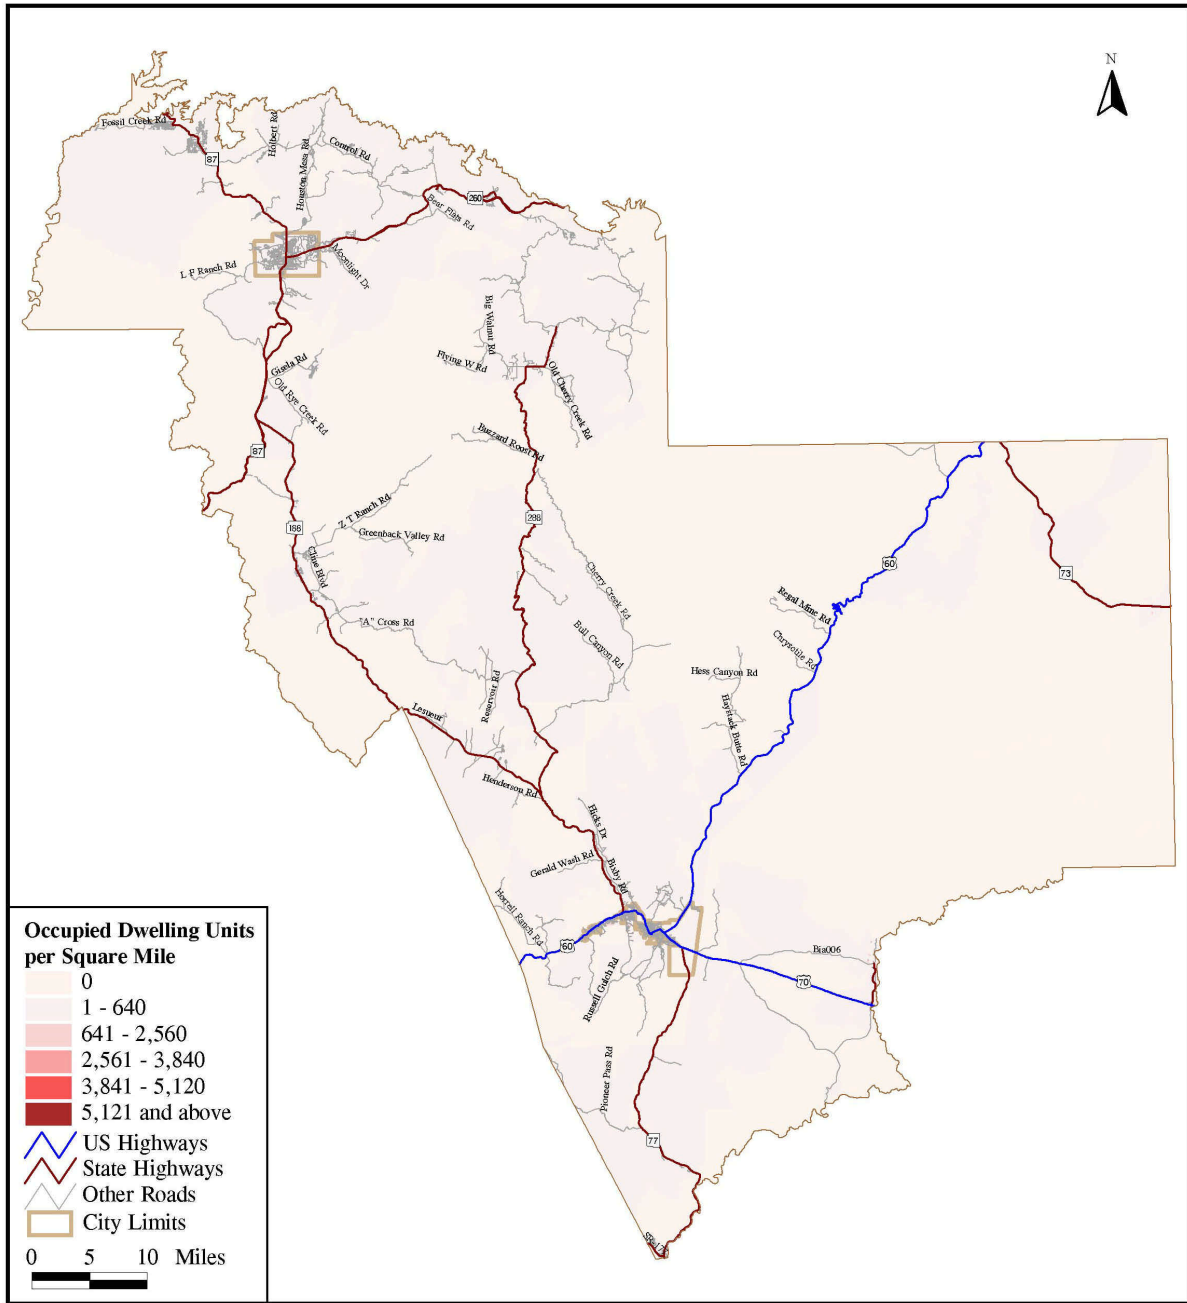 N
Fossil Creek Rd
87
Holbert Rd
Houston Mesa Rd
Control Rd
260
Bear Flats Rd
Moonlight Dr
L F Ranch Rd
Big Walnut Rd
Gisela Rd
Flying W Rd
Old Cherry Creek Rd
Old Rye Creek Rd
Buzzard Roost Rd
87
Z T Ranch Rd
188
288
Greenback Valley Rd
Cline Blvd
60
73
Cherry Creek Rd
Regal Mine Rd
"A" Cross Rd
Bull Canyon Rd
Chrysotile Rd
Hess Canyon Rd
Reservoir Rd
Lesueur
Haystack Butte Rd
Henderson Rd
Hicks Dr
Gerald Wash Rd
Bixby Rd
Horrell Ranch Rd
60
Bia006
70
Russell Gulch Rd
Pioneer Pass Rd
77
Occupied Dwelling Units
per Square Mile
0
1 - 640
641 - 2,560
2,561 - 3,840
3,841 - 5,120
5,121 and above
US Highways
State Highways
Other Roads
City Limits
0 5 10 Miles